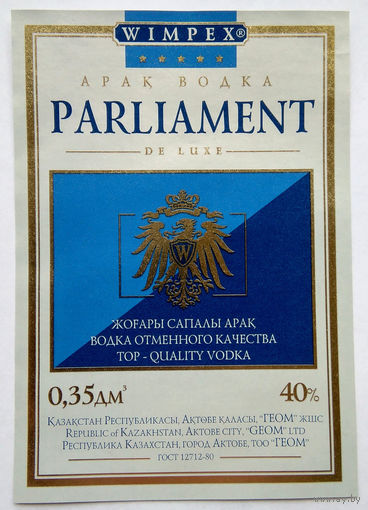 WIMPEX®
АРАҚ ВОДКА
PARLIAMENT
DE LUXE
W
ЖОҒАРЫ САПАЛЫ АРАҚ
ВОДКА ОТМЕННОГО КАЧЕСТВА
TOP - QUALITY VODKA
0,35ДМ³ 40%
ҚАЗАҚСТАН РЕСПУБЛИКАСЫ, АҚТӨБЕ ҚАЛАСЫ, "ГЕОМ" ЖШС
REPUBLIC of KAZAKHSTAN, AKTOBE CITY, "GEOM" LTD
РЕСПУБЛИКА КАЗАХСТАН, ГОРОД АКТОБЕ, ТОО "ГЕОМ"
ГОСТ 12712-80
ay.by